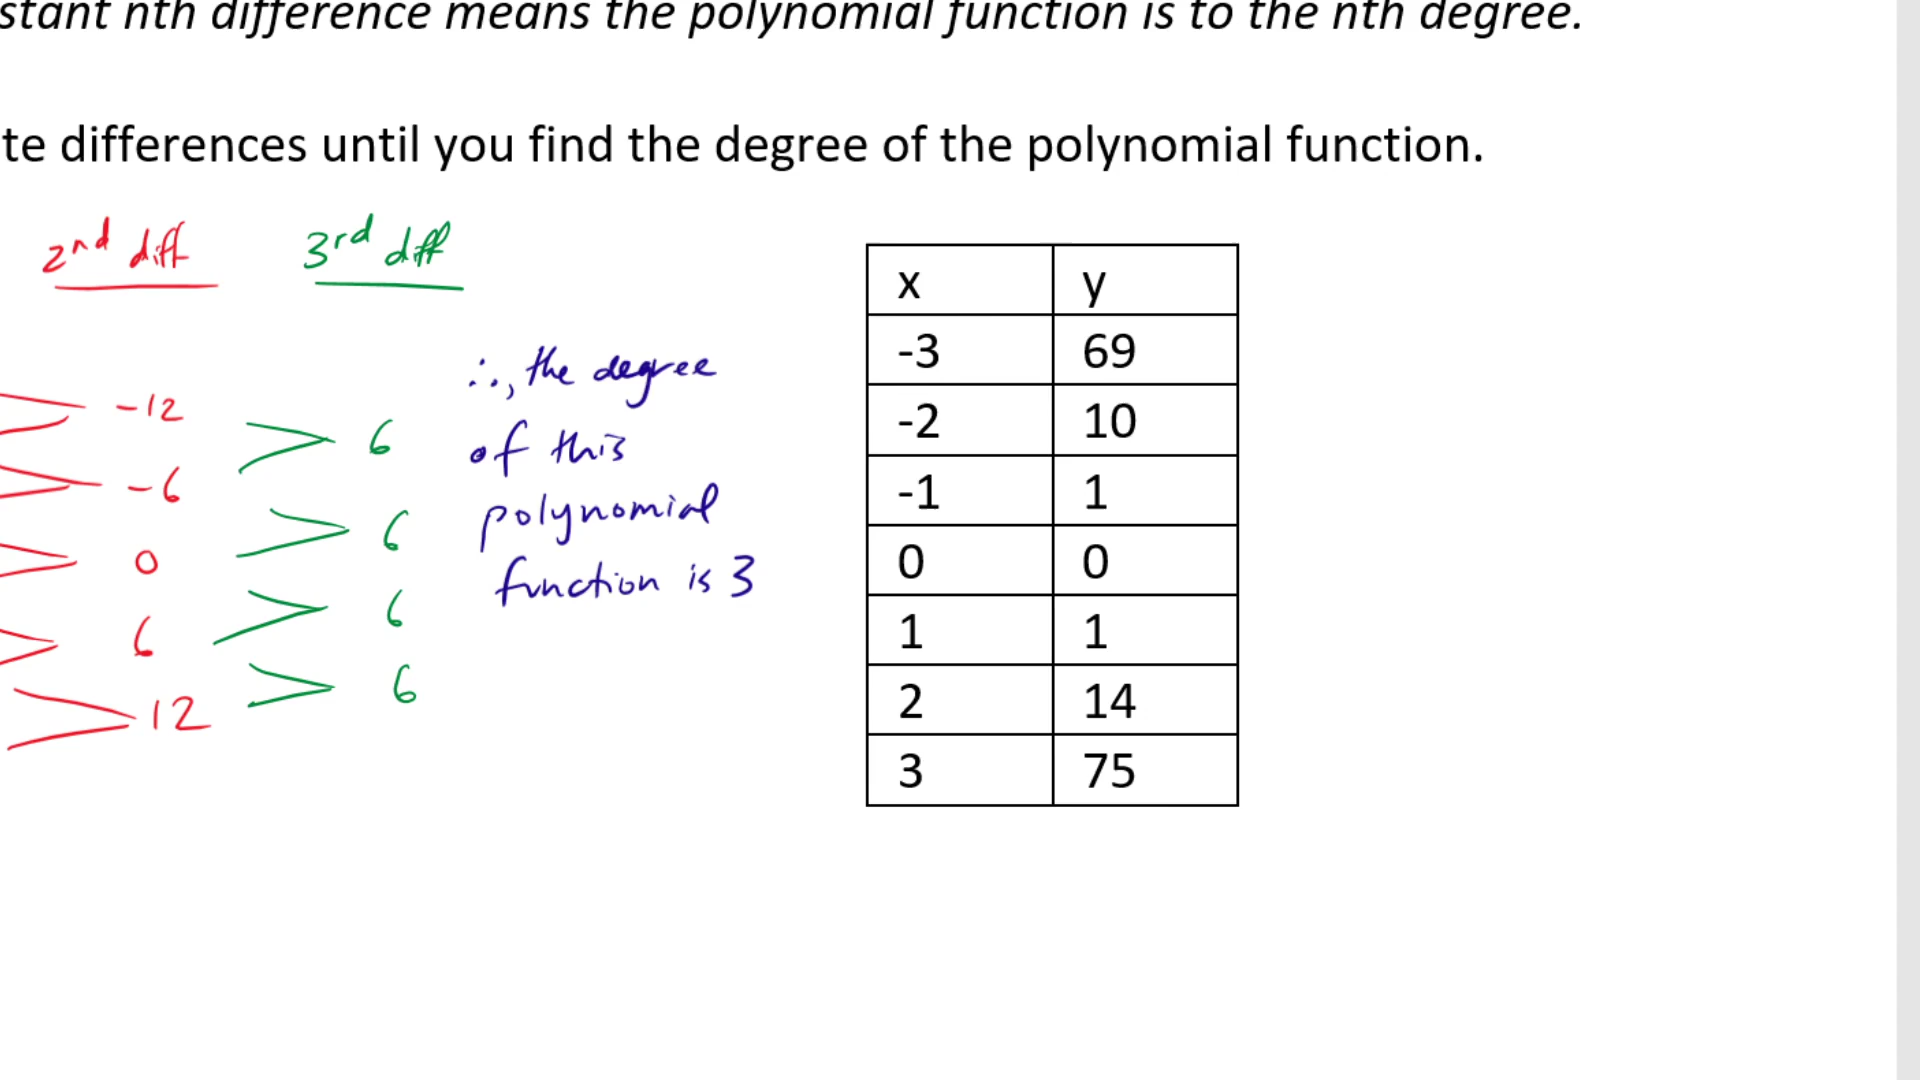 stant nth difference means the polynomial function is to the nth degree.
te differences until you find the degree of the polynomial function.
2nd diff 3rd diff
-12
-6
0
6
12
6
6
6
6
∴, the degree
of this
polynomial
function is 3
x y
-3 69
-2 10
-1 1
0 0
1 1
2 14
3 75